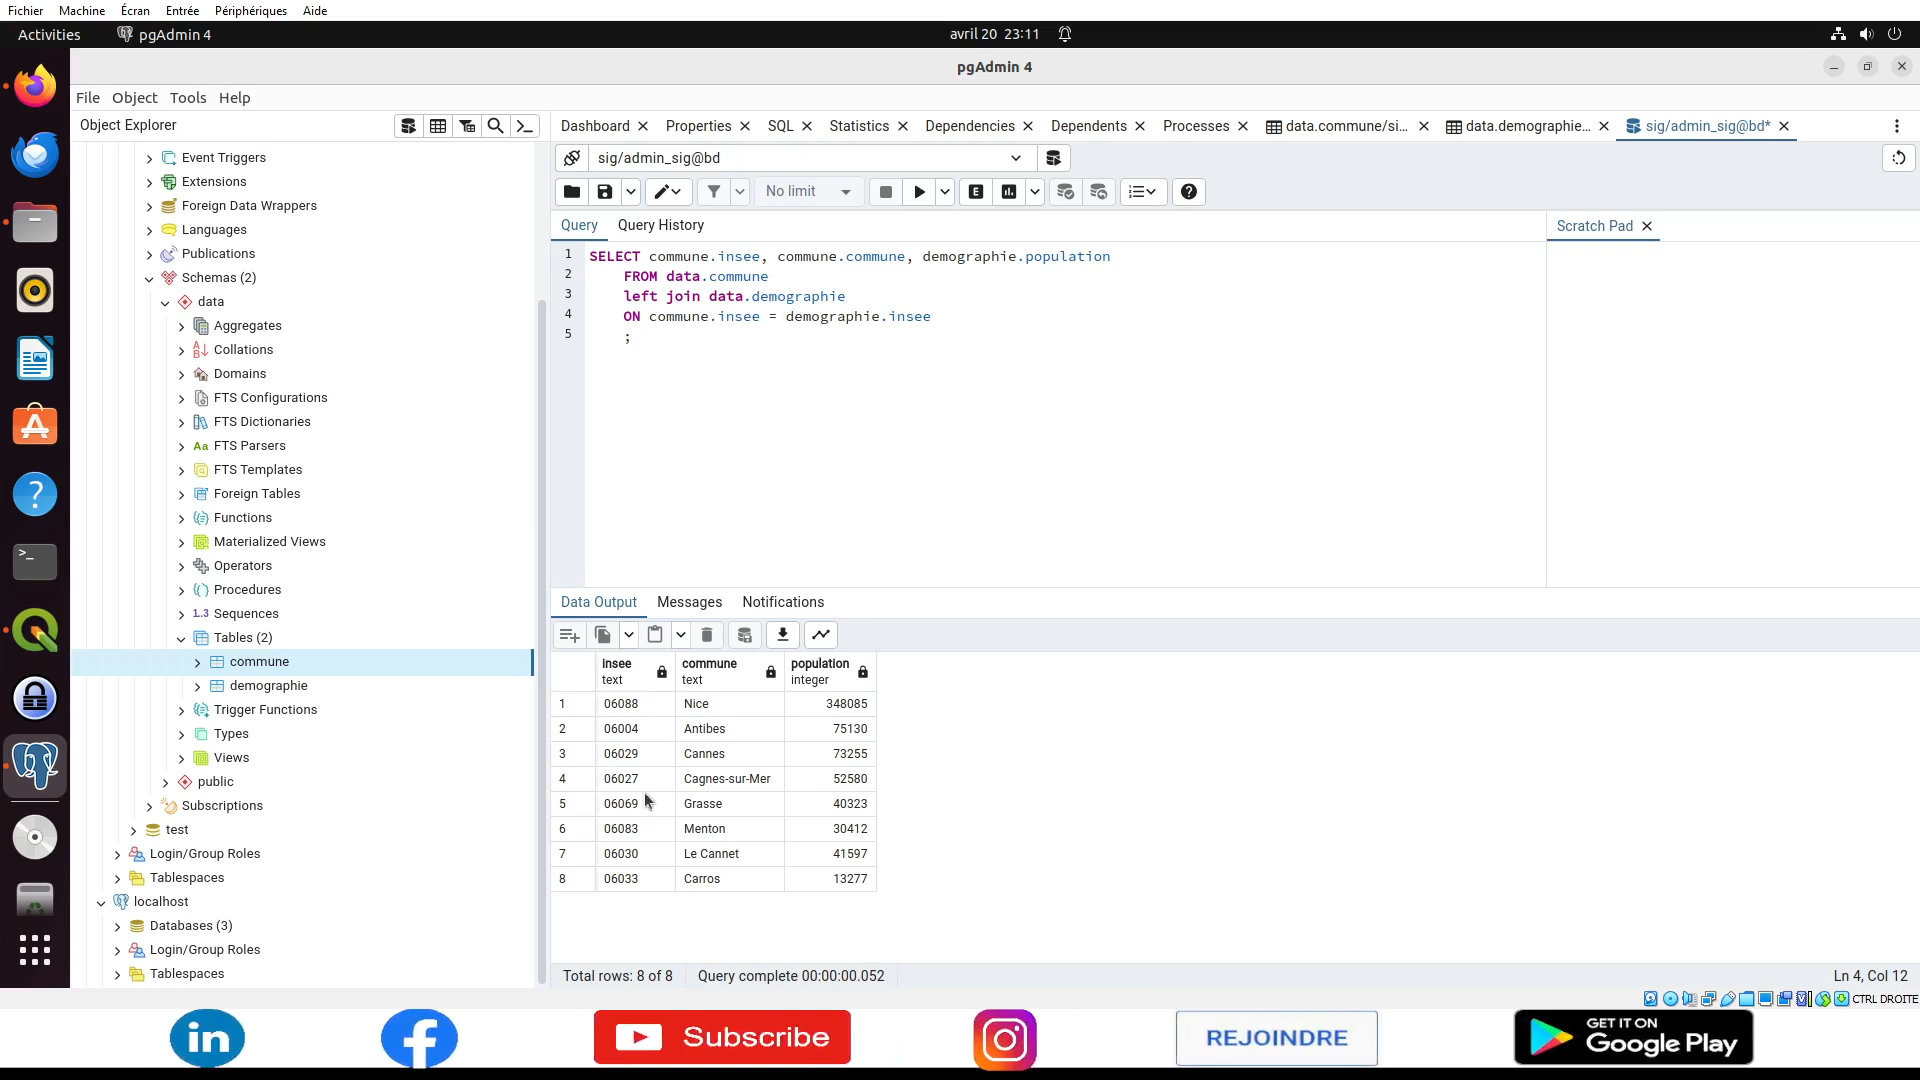 Fichier Machine Écran Entrée Périphériques Aide
Activities pgAdmin 4 avril 20 23:11
pgAdmin 4
File Object Tools Help
Object Explorer
Dashboard Properties SQL Statistics Dependencies Dependents Processes data.commune/si... data.demographie... sig/admin_sig@bd*
sig/admin_sig@bd
No limit
Query Query History
Scratch Pad
1 SELECT commune.insee, commune.commune, demographie.population
2 FROM data.commune
3 left join data.demographie
4 ON commune.insee = demographie.insee
5 ;
Event Triggers
Extensions
Foreign Data Wrappers
Languages
Publications
Schemas (2)
data
Aggregates
Collations
Domains
FTS Configurations
FTS Dictionaries
Aa FTS Parsers
FTS Templates
Foreign Tables
Functions
Materialized Views
Operators
Procedures
1..3 Sequences
Tables (2)
commune
demographie
Trigger Functions
Types
Views
public
Subscriptions
test
Login/Group Roles
Tablespaces
localhost
Databases (3)
Login/Group Roles
Tablespaces
Data Output Messages Notifications
insee commune population
text text integer
1 06088 Nice 348085
2 06004 Antibes 75130
3 06029 Cannes 73255
4 06027 Cagnes-sur-Mer 52580
5 06069 Grasse 40323
6 06083 Menton 30412
7 06030 Le Cannet 41597
8 06033 Carros 13277
Total rows: 8 of 8 Query complete 00:00:00.052 Ln 4, Col 12
CTRL DROITE
in
Subscribe
REJOINDRE
GET IT ON
Google Play